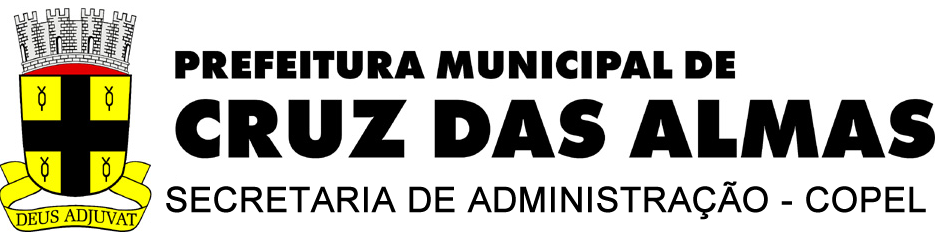 PREFEITURA MUNICIPAL DE
CRUZ DAS ALMAS
SECRETARIA DE ADMINISTRAÇÃO - COPEL
DEUS ADJUVAT